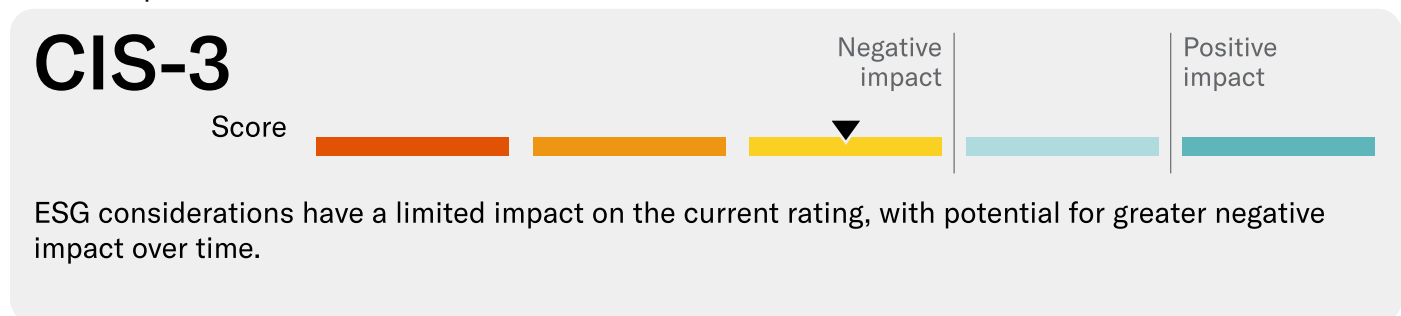 CIS-3
Negative
impact
Positive
impact
Score
ESG considerations have a limited impact on the current rating, with potential for greater negative
impact over time.